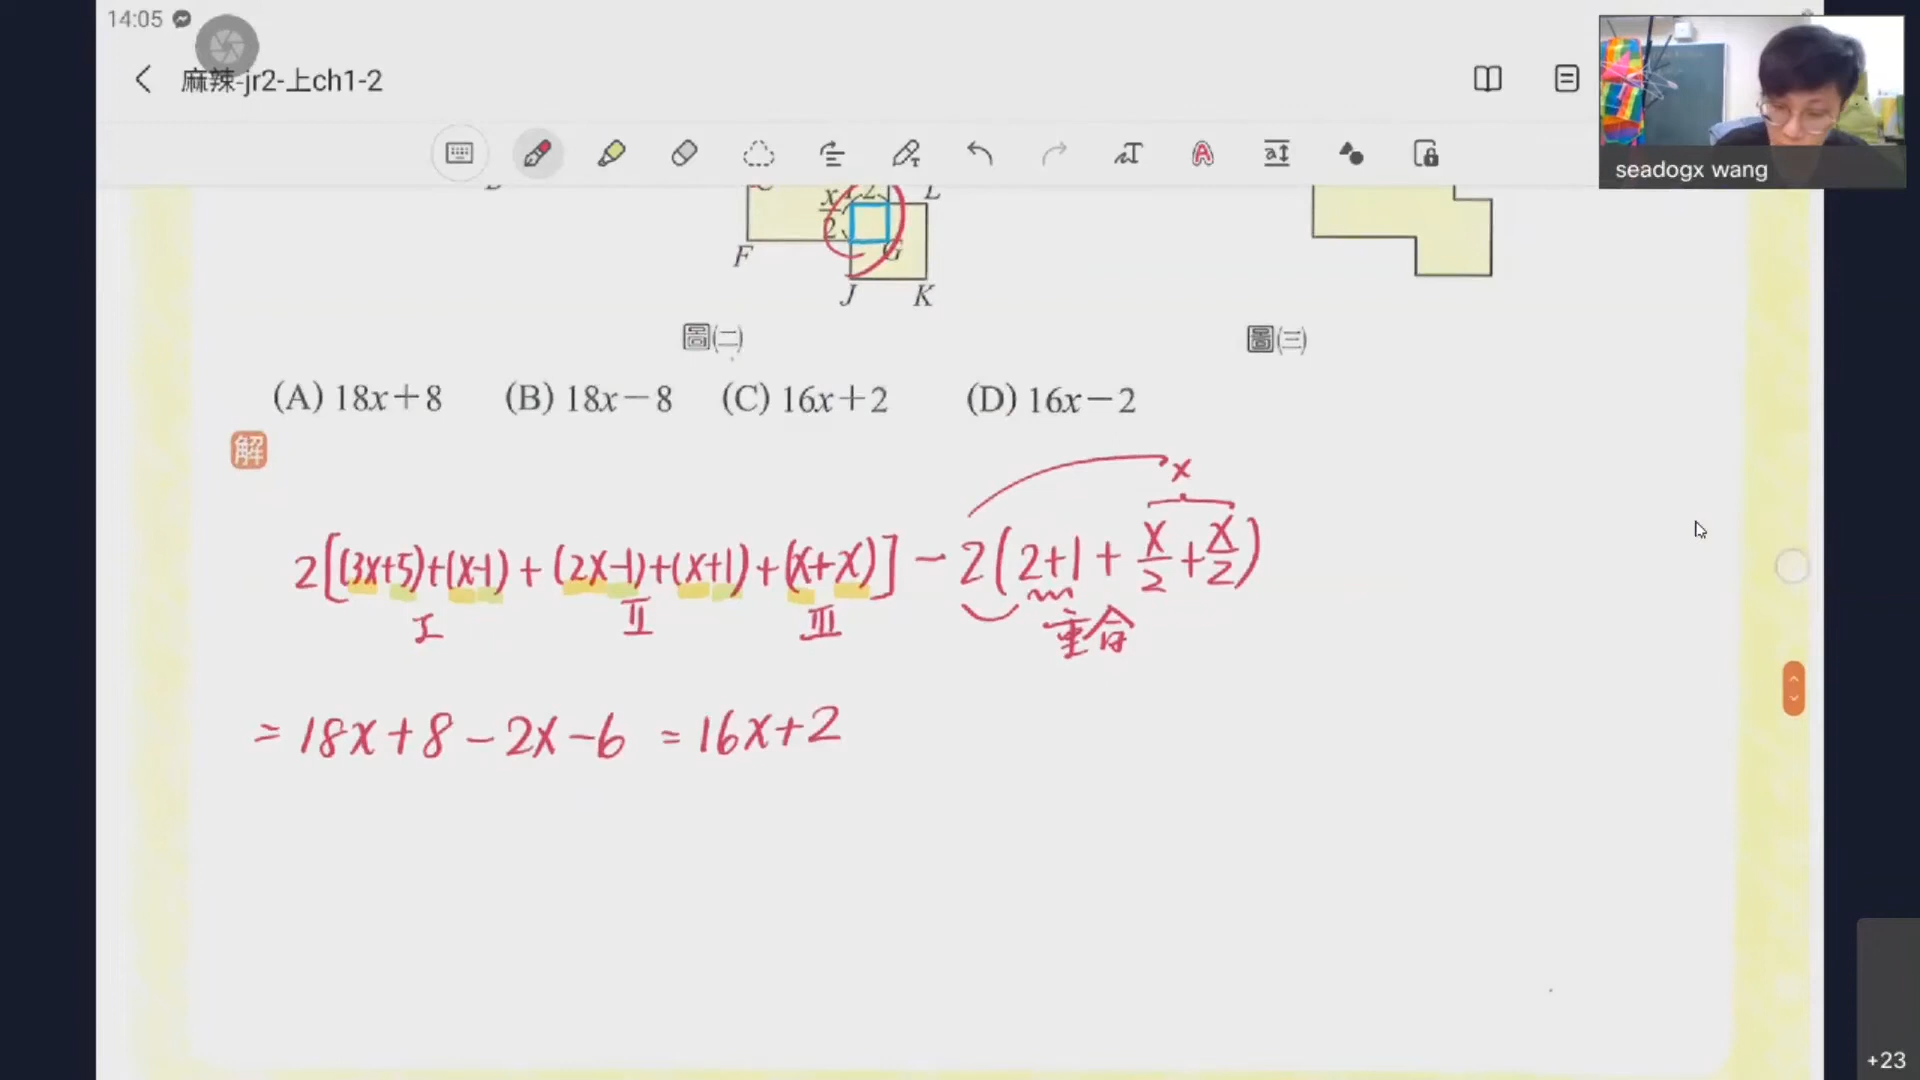 14:05
麻辣-jr2-上ch1-2
seadogx wang
x/2 2 L
F G
J K
圖(二) 圖(三)
(A) 18x+8 (B) 18x−8 (C) 16x+2 (D) 16x−2
解
x
2[(3x+5)+(x-1)+(2x-1)+(x+1)+(x+x)]-2(2+1+x/2+x/2)
I II III 重合
=18x+8-2x-6 =16x+2
+23